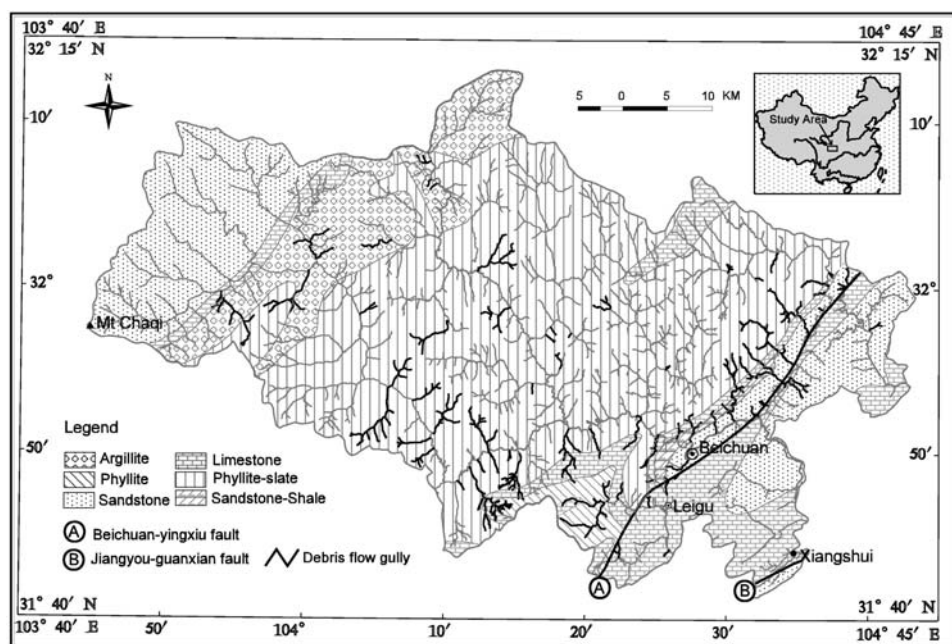 103° 40′ E
104° 45′ E
32° 15′ N
32° 15′ N
N
5 0 5 10 KM
Study Area
10′
10′
32°
32°
Mt Chaqi
50′
50′
Beichuan
Leigu
Xiangshui
Legend
Argillite
Limestone
Phyllite
Phyllite-slate
Sandstone
Sandstone-Shale
A Beichuan-yingxiu fault
B Jiangyou-guanxian fault
Debris flow gully
A
B
31° 40′ N
31° 40′ N
103° 40′ E
50′
104°
10′
20′
30′
104° 45′ E